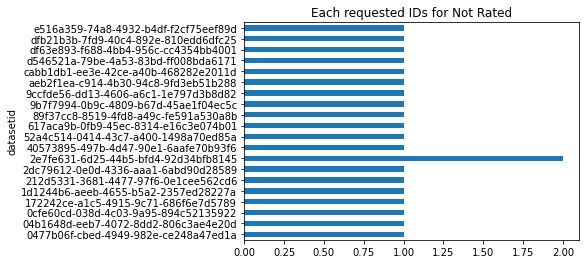 Each requested IDs for Not Rated
datasetid
e516a359-74a8-4932-b4df-f2cf75eef89d
dfb21b3b-7fd9-40c4-892e-810edd6dfc25
df63e893-f688-4bb4-956c-cc4354bb4001
d546521a-79be-4a53-83bd-ff008bda6171
cabb1db1-ee3e-42ce-a40b-468282e2011d
aeb2f1ea-c914-4b30-94c8-9fd3eb51b288
9ccfde56-dd13-4606-a6c1-1e797d3b8d82
9b7f7994-0b9c-4809-b67d-45ae1f04ec5c
89f37cc8-8519-4fd8-a49c-fe591a530a8b
617aca9b-0fb9-45ec-8314-e16c3e074b01
52a4c514-0414-43c7-a400-1498a70ed85a
40573895-497b-4d47-90e1-6aafe70b93f6
2e7fe631-6d25-44b5-bfd4-92d34bfb8145
2dc79612-0e0d-4336-aaa1-6abd90d28589
212d5331-3681-4477-97f6-0e1cee562cd6
1d1244b6-aeeb-4655-b5a2-2357ed28227a
172242ce-a1c5-4915-9c71-686f6e7d5789
0cfe60cd-038d-4c03-9a95-894c52135922
04b1648d-eeb7-4072-8dd2-806c3ae4e20d
0477b06f-cbed-4949-982e-ce248a47ed1a
0.00 0.25 0.50 0.75 1.00 1.25 1.50 1.75 2.00